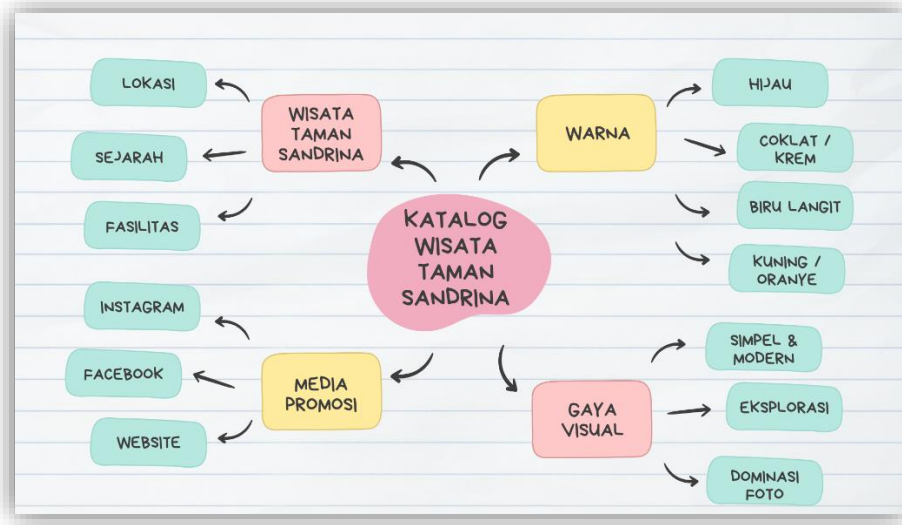 KATALOG
WISATA
TAMAN
SANDRINA
WISATA
TAMAN
SANDRINA
LOKASI
SEJARAH
FASILITAS
WARNA
HIJAU
COKLAT /
KREM
BIRU LANGIT
KUNING /
ORANYE
MEDIA
PROMOSI
INSTAGRAM
FACEBOOK
WEBSITE
GAYA
VISUAL
SIMPEL &
MODERN
EKSPLORASI
DOMINASI
FOTO